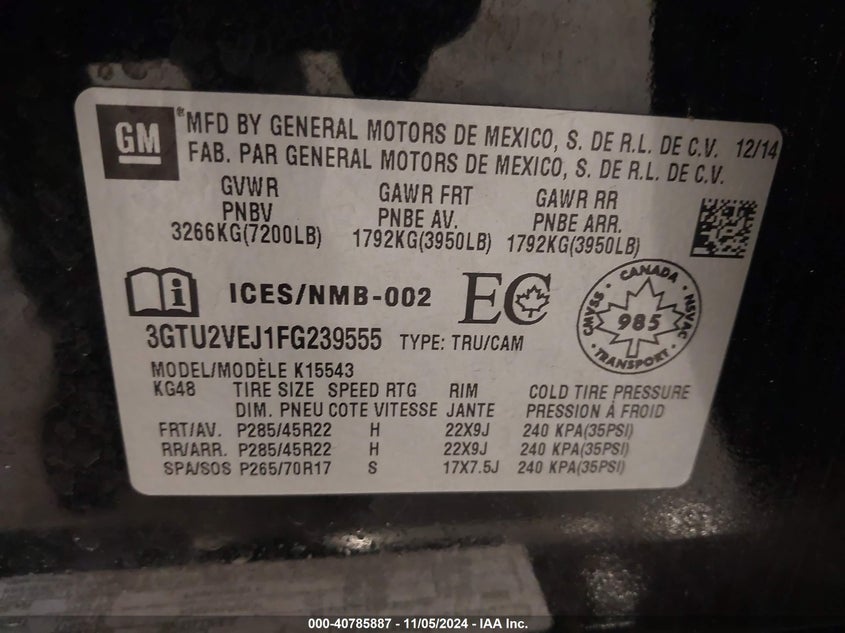 GM
*MFD BY GENERAL MOTORS DE MEXICO, S. DE R.L. DE C.V. 12/14
FAB. PAR GENERAL MOTORS DE MEXICO, S. DE R.L. DE C.V.
GVWR GAWR FRT GAWR RR
PNBV PNBE AV. PNBE ARR.
3266KG(7200LB) 1792KG(3950LB) 1792KG(3950LB)
i ICES/NMB-002 EC
CANADA
CMVSS 985 NSVAC
TRANSPORT
3GTU2VEJ1FG239555 TYPE: TRU/CAM
MODEL/MODÈLE K15543
KG48 TIRE SIZE SPEED RTG RIM COLD TIRE PRESSURE
DIM. PNEU COTE VITESSE JANTE PRESSION À FROID
FRT/AV. P285/45R22 H 22X9J 240 KPA(35PSI)
RR/ARR. P285/45R22 H 22X9J 240 KPA(35PSI)
SPA/SOS P265/70R17 S 17X7.5J 240 KPA(35PSI)
000-40785887 - 11/05/2024 - IAA Inc.